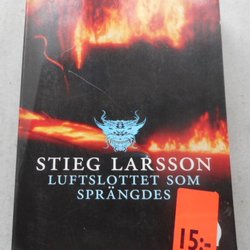 STIEG LARSSON
LUFTSLOTTET SOM
SPRÄNGDES
15:-